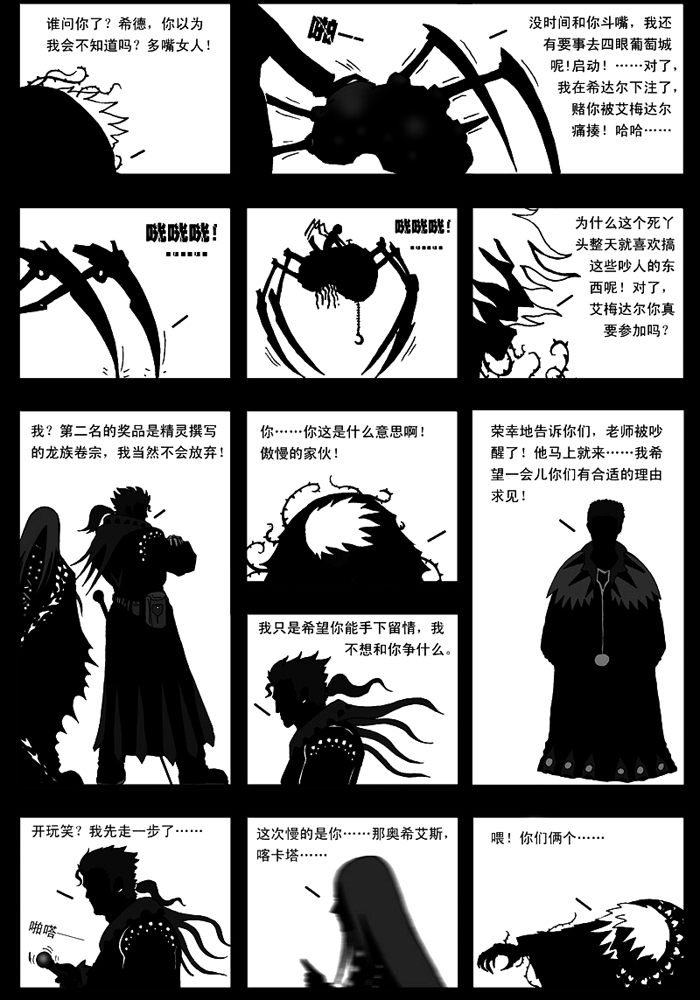 谁问你了？希德，你以为
我会不知道吗？多嘴女人！
没时间和你斗嘴，我还
有要事去四眼葡萄城
呢！启动！……对了，
我在希达尔下注了，
赌你被艾梅达尔
痛揍！哈哈……
为什么这个死丫
头整天就喜欢搞
这些吵人的东
西呢！对了，
艾梅达尔你真
要参加吗？
我？第二名的奖品是精灵撰写
的龙族卷宗，我当然不会放弃！
你……你这是什么意思啊！
傲慢的家伙！
我只是希望你能手下留情，我
不想和你争什么。
荣幸地告诉你们，老师被吵
醒了！他马上就来……我希
望一会儿你们有合适的理由
求见！
开玩笑？我先走一步了……
啪嗒——
这次慢的是你……那奥希艾斯，
喀卡塔……
喂！你们俩个……